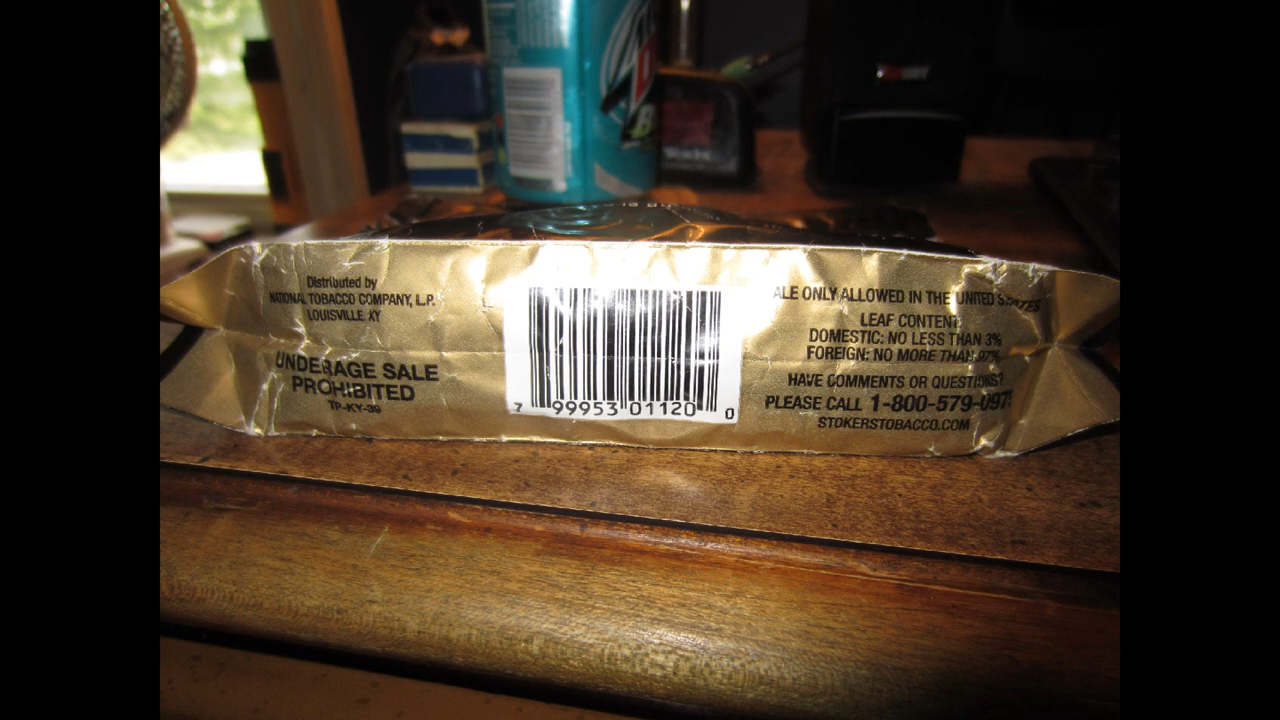 Distributed by
NATIONAL TOBACCO COMPANY, L.P.
LOUISVILLE, KY
UNDERAGE SALE
PROHIBITED
TP-KY-39
7 99953 01120 0
ALE ONLY ALLOWED IN THE UNITED STATES
LEAF CONTENT:
DOMESTIC: NO LESS THAN 3%
FOREIGN: NO MORE THAN 97%
HAVE COMMENTS OR QUESTIONS?
PLEASE CALL 1-800-579-097
STOKERSTOBACCO.COM